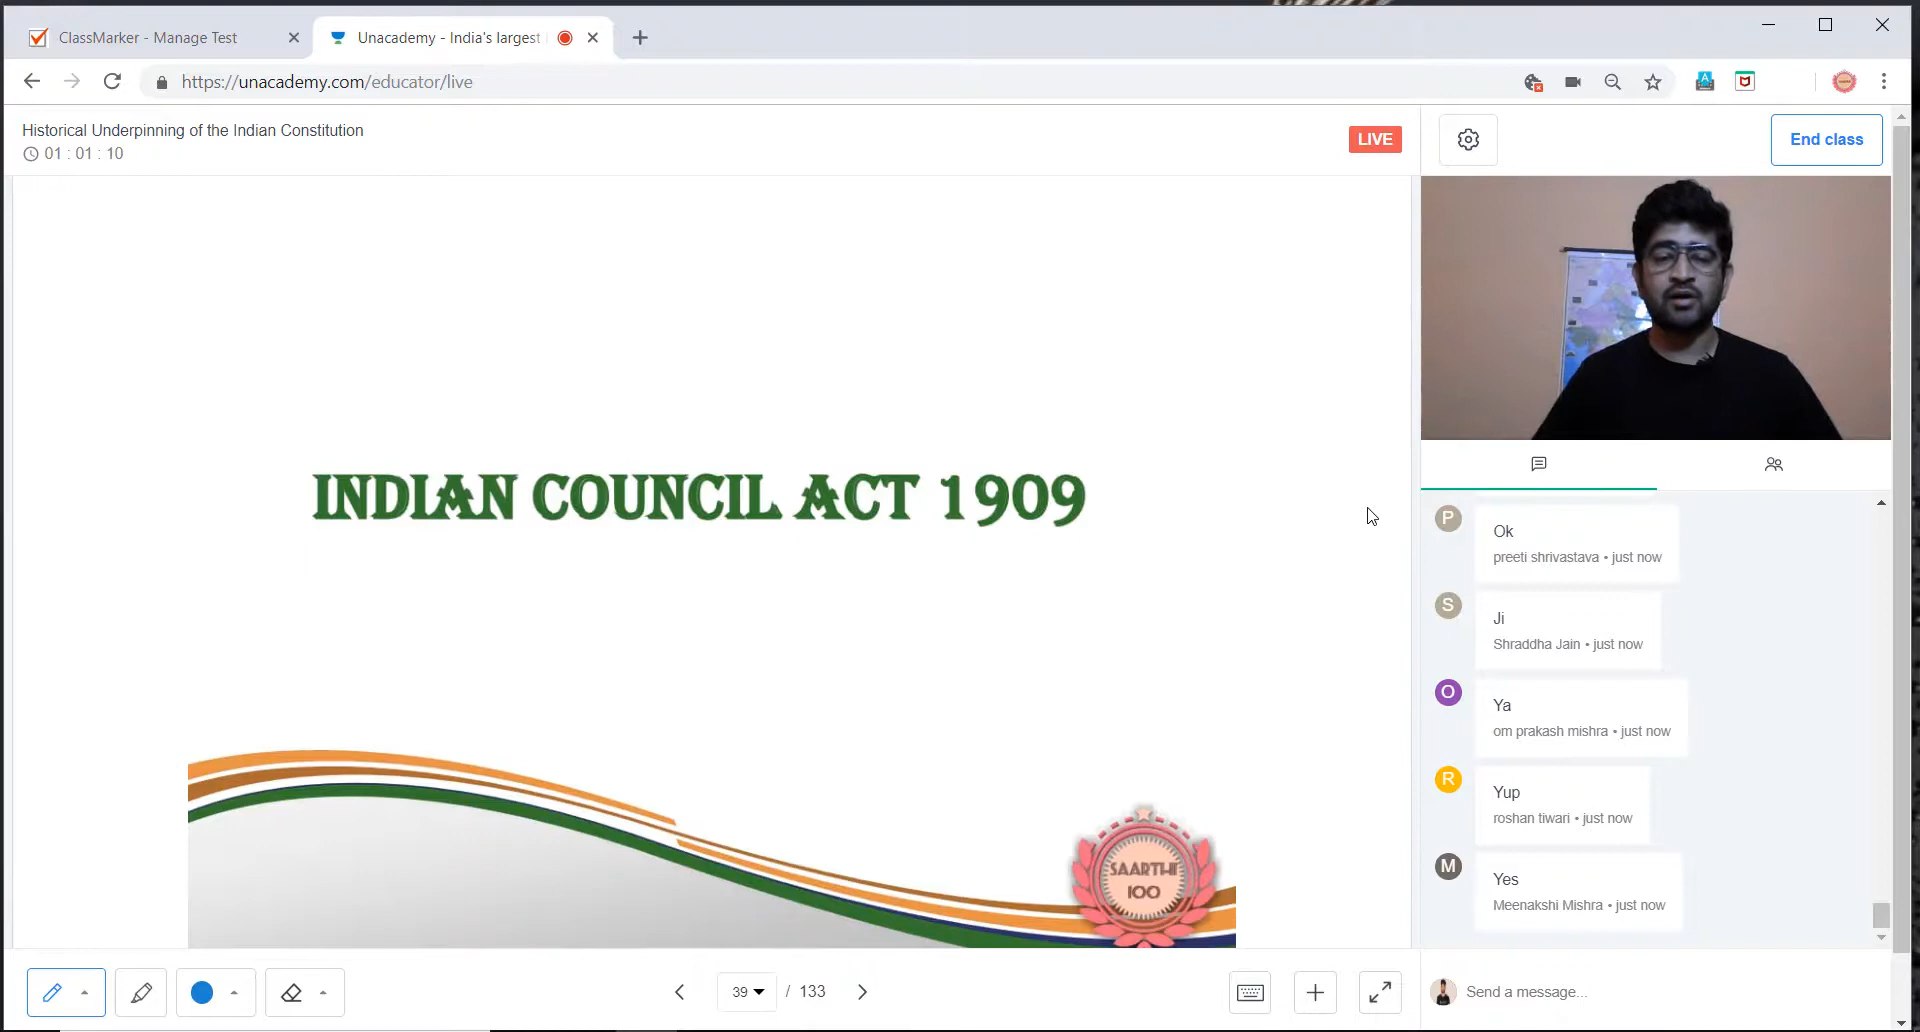 ClassMarker - Manage Test
Unacademy - India's largest
https://unacademy.com/educator/live
Historical Underpinning of the Indian Constitution
01 : 01 : 10
LIVE
End class
INDIAN COUNCIL ACT 1909
SAARTHI
100
P
Ok
preeti shrivastava • just now
S
Ji
Shraddha Jain • just now
O
Ya
om prakash mishra • just now
R
Yup
roshan tiwari • just now
M
Yes
Meenakshi Mishra • just now
39 / 133
Send a message...